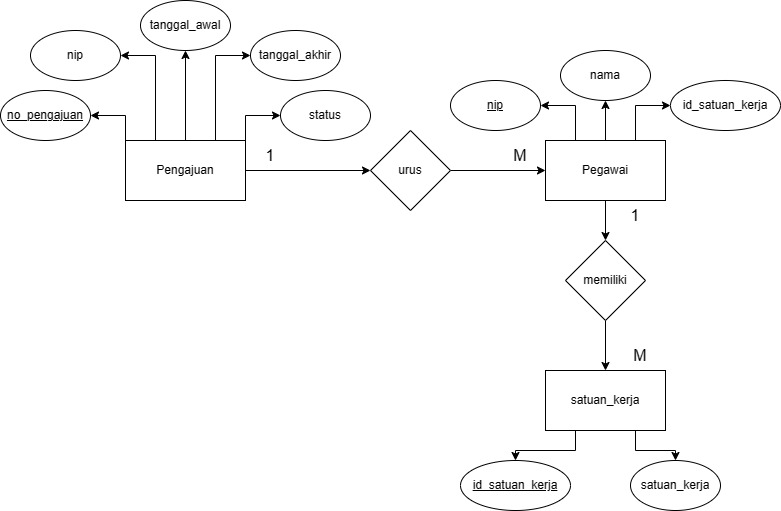 tanggal_awal
nip
tanggal_akhir
no_pengajuan
status
Pengajuan
1
urus
M
nama
nip
id_satuan_kerja
Pegawai
1
memiliki
M
satuan_kerja
id_satuan_kerja
satuan_kerja